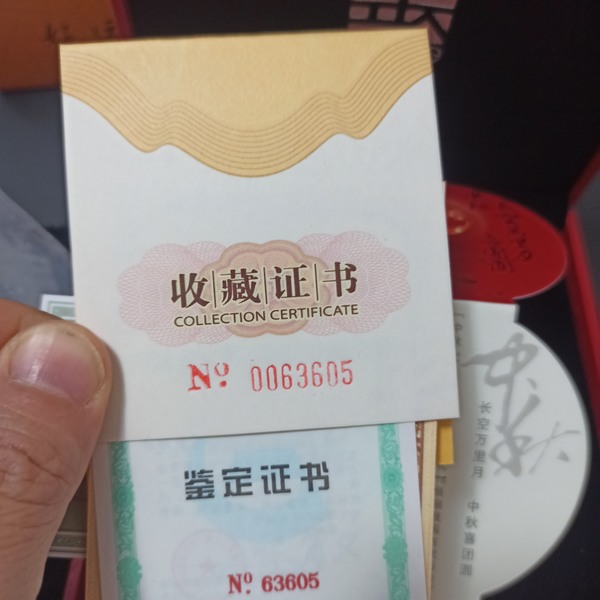 收藏证书
COLLECTION CERTIFICATE
Nº 0063605
鉴定证书
Nº 63605
中秋
长空万里月
中秋喜团圆